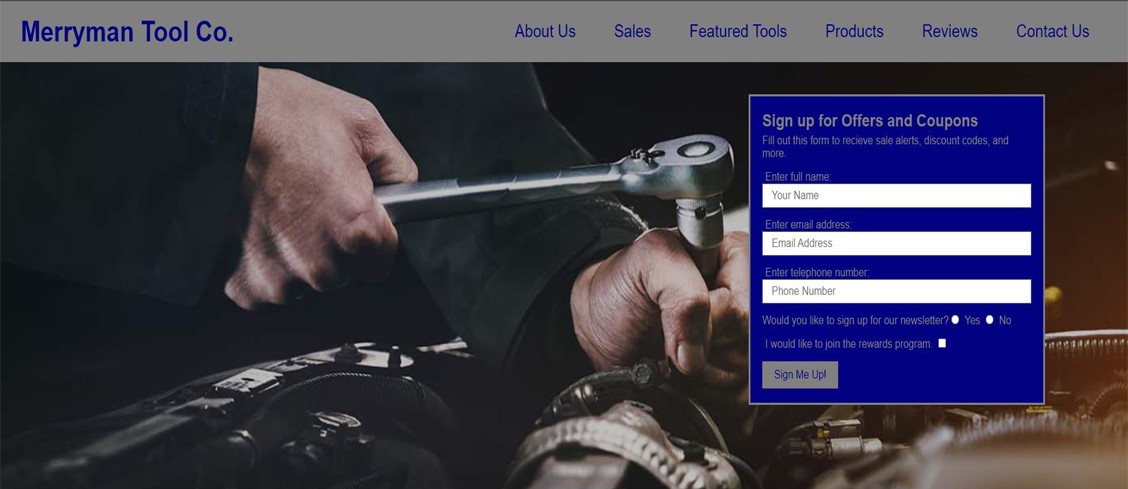 Merryman Tool Co.
About Us Sales Featured Tools Products Reviews Contact Us
Sign up for Offers and Coupons
Fill out this form to recieve sale alerts, discount codes, and
more.
Enter full name:
Your Name
Enter email address:
Email Address
Enter telephone number:
Phone Number
Would you like to sign up for our newsletter? Yes No
I would like to join the rewards program.
Sign Me Up!